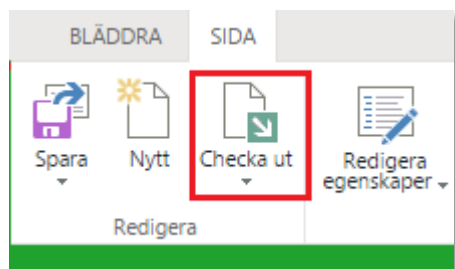 BLÄDDRA SIDA
Spara Nytt Checka ut Redigera
egenskaper
Redigera